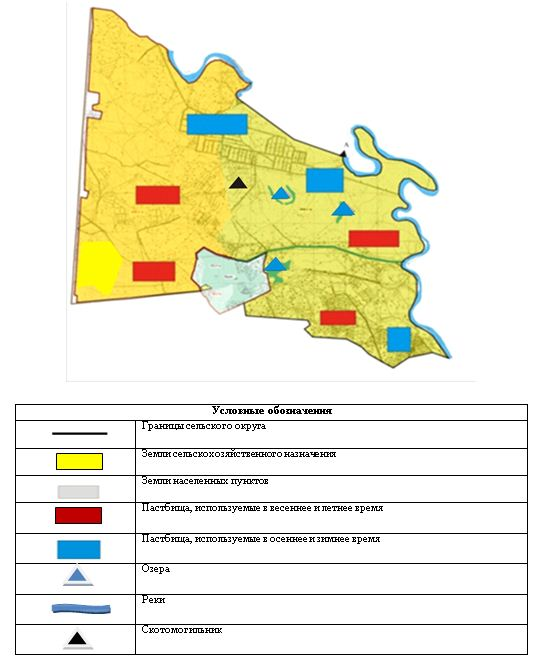 Условные обозначения
Границы сельского округа
Земли сельскохозяйственного назначения
Земли населенных пунктов
Пастбища, используемые в весеннее и летнее время
Пастбища, используемые в осеннее и зимнее время
Озера
Реки
Скотомогильник